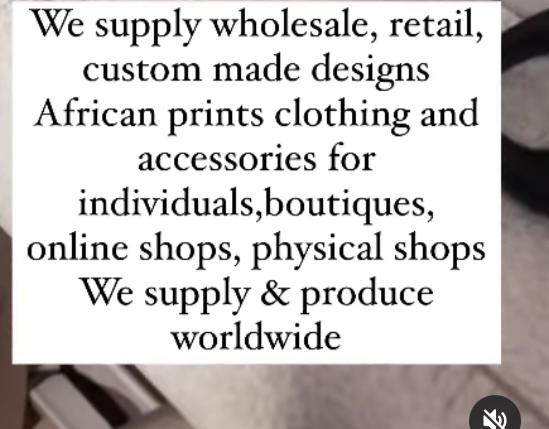 We supply wholesale, retail,
custom made designs
African prints clothing and
accessories for
individuals,boutiques,
online shops, physical shops
We supply & produce
worldwide